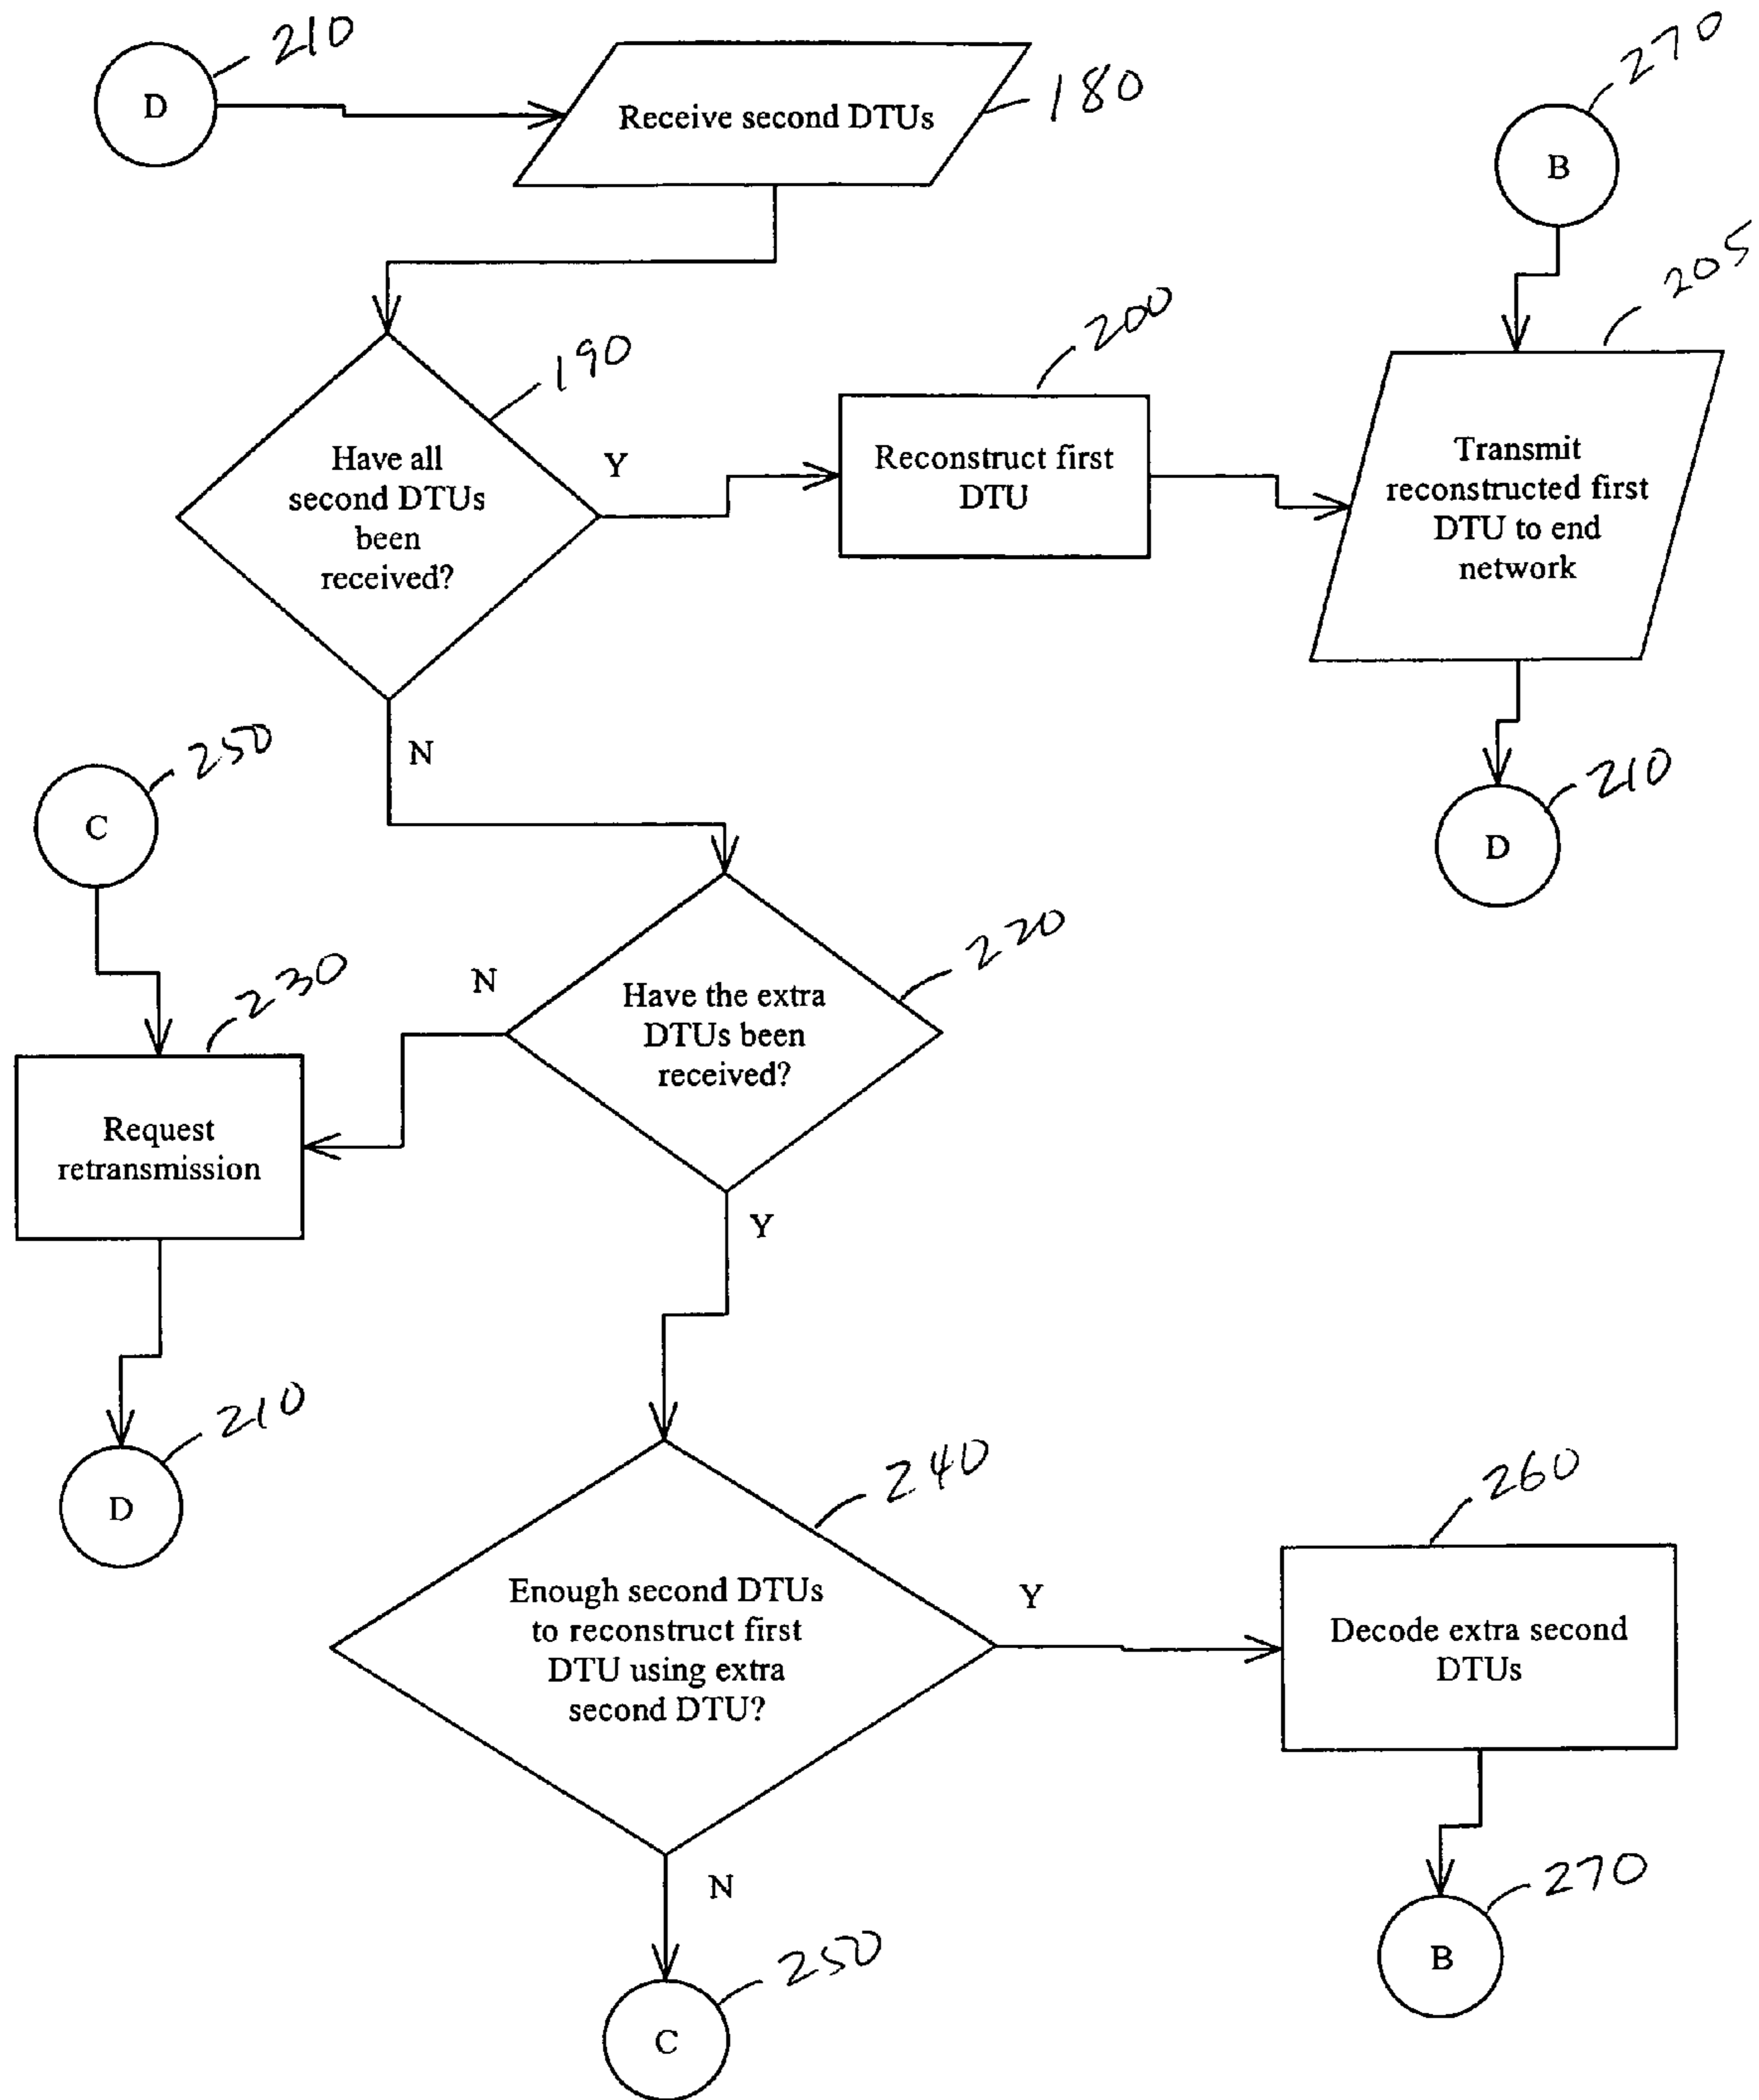 210
D
Receive second DTUs
180
270
B
205
190
200
Have all
second DTUs
been
received?
Y
Reconstruct first
DTU
Transmit
reconstructed first
DTU to end
network
N
250
C
210
D
220
N
230
Have the extra
DTUs been
received?
Request
retransmission
Y
210
D
240
260
Enough second DTUs
to reconstruct first
DTU using extra
second DTU?
Y
Decode extra second
DTUs
N
250
C
270
B